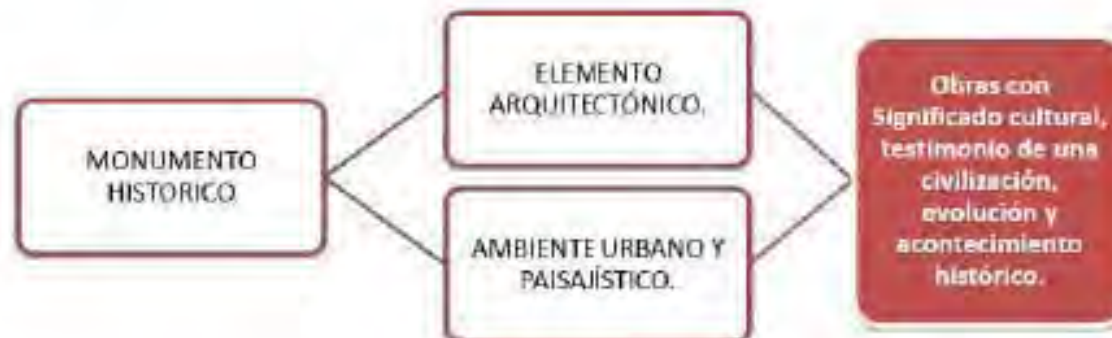 MONUMENTO
HISTORICO
ELEMENTO
ARQUITECTÓNICO.
AMBIENTE URBANO Y
PAISAJÍSTICO.
Obras con
Significado cultural,
testimonio de una
civilización,
evolución y
acontecimiento
histórico.